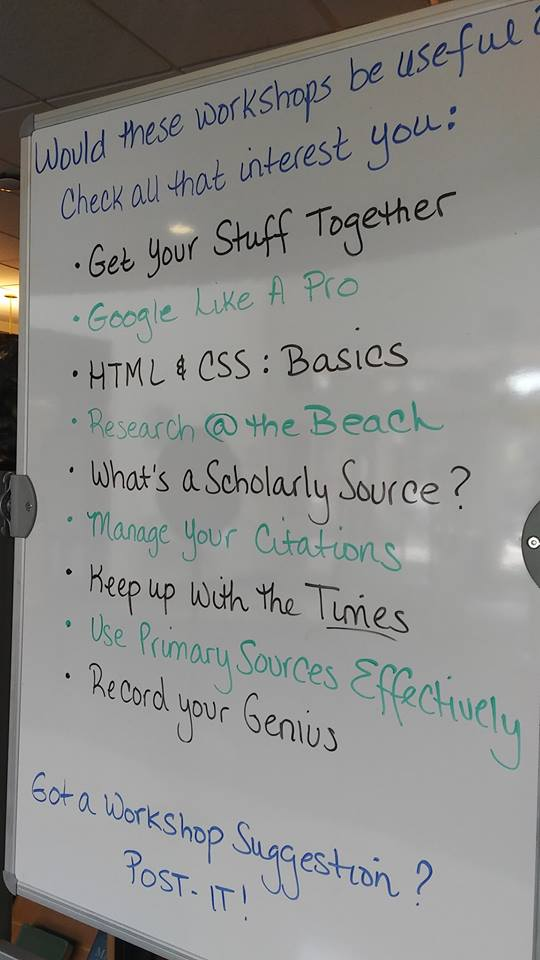 Would these workshops be useful?
Check all that interest you:
• Get Your Stuff Together
• Google Like A Pro
• HTML & CSS: Basics
• Research @ the Beach
• What's a Scholarly Source?
• Manage Your Citations
• Keep up with the Times
• Use Primary Sources Effectively
• Record your Genius
Got a Workshop Suggestion?
POST-IT!